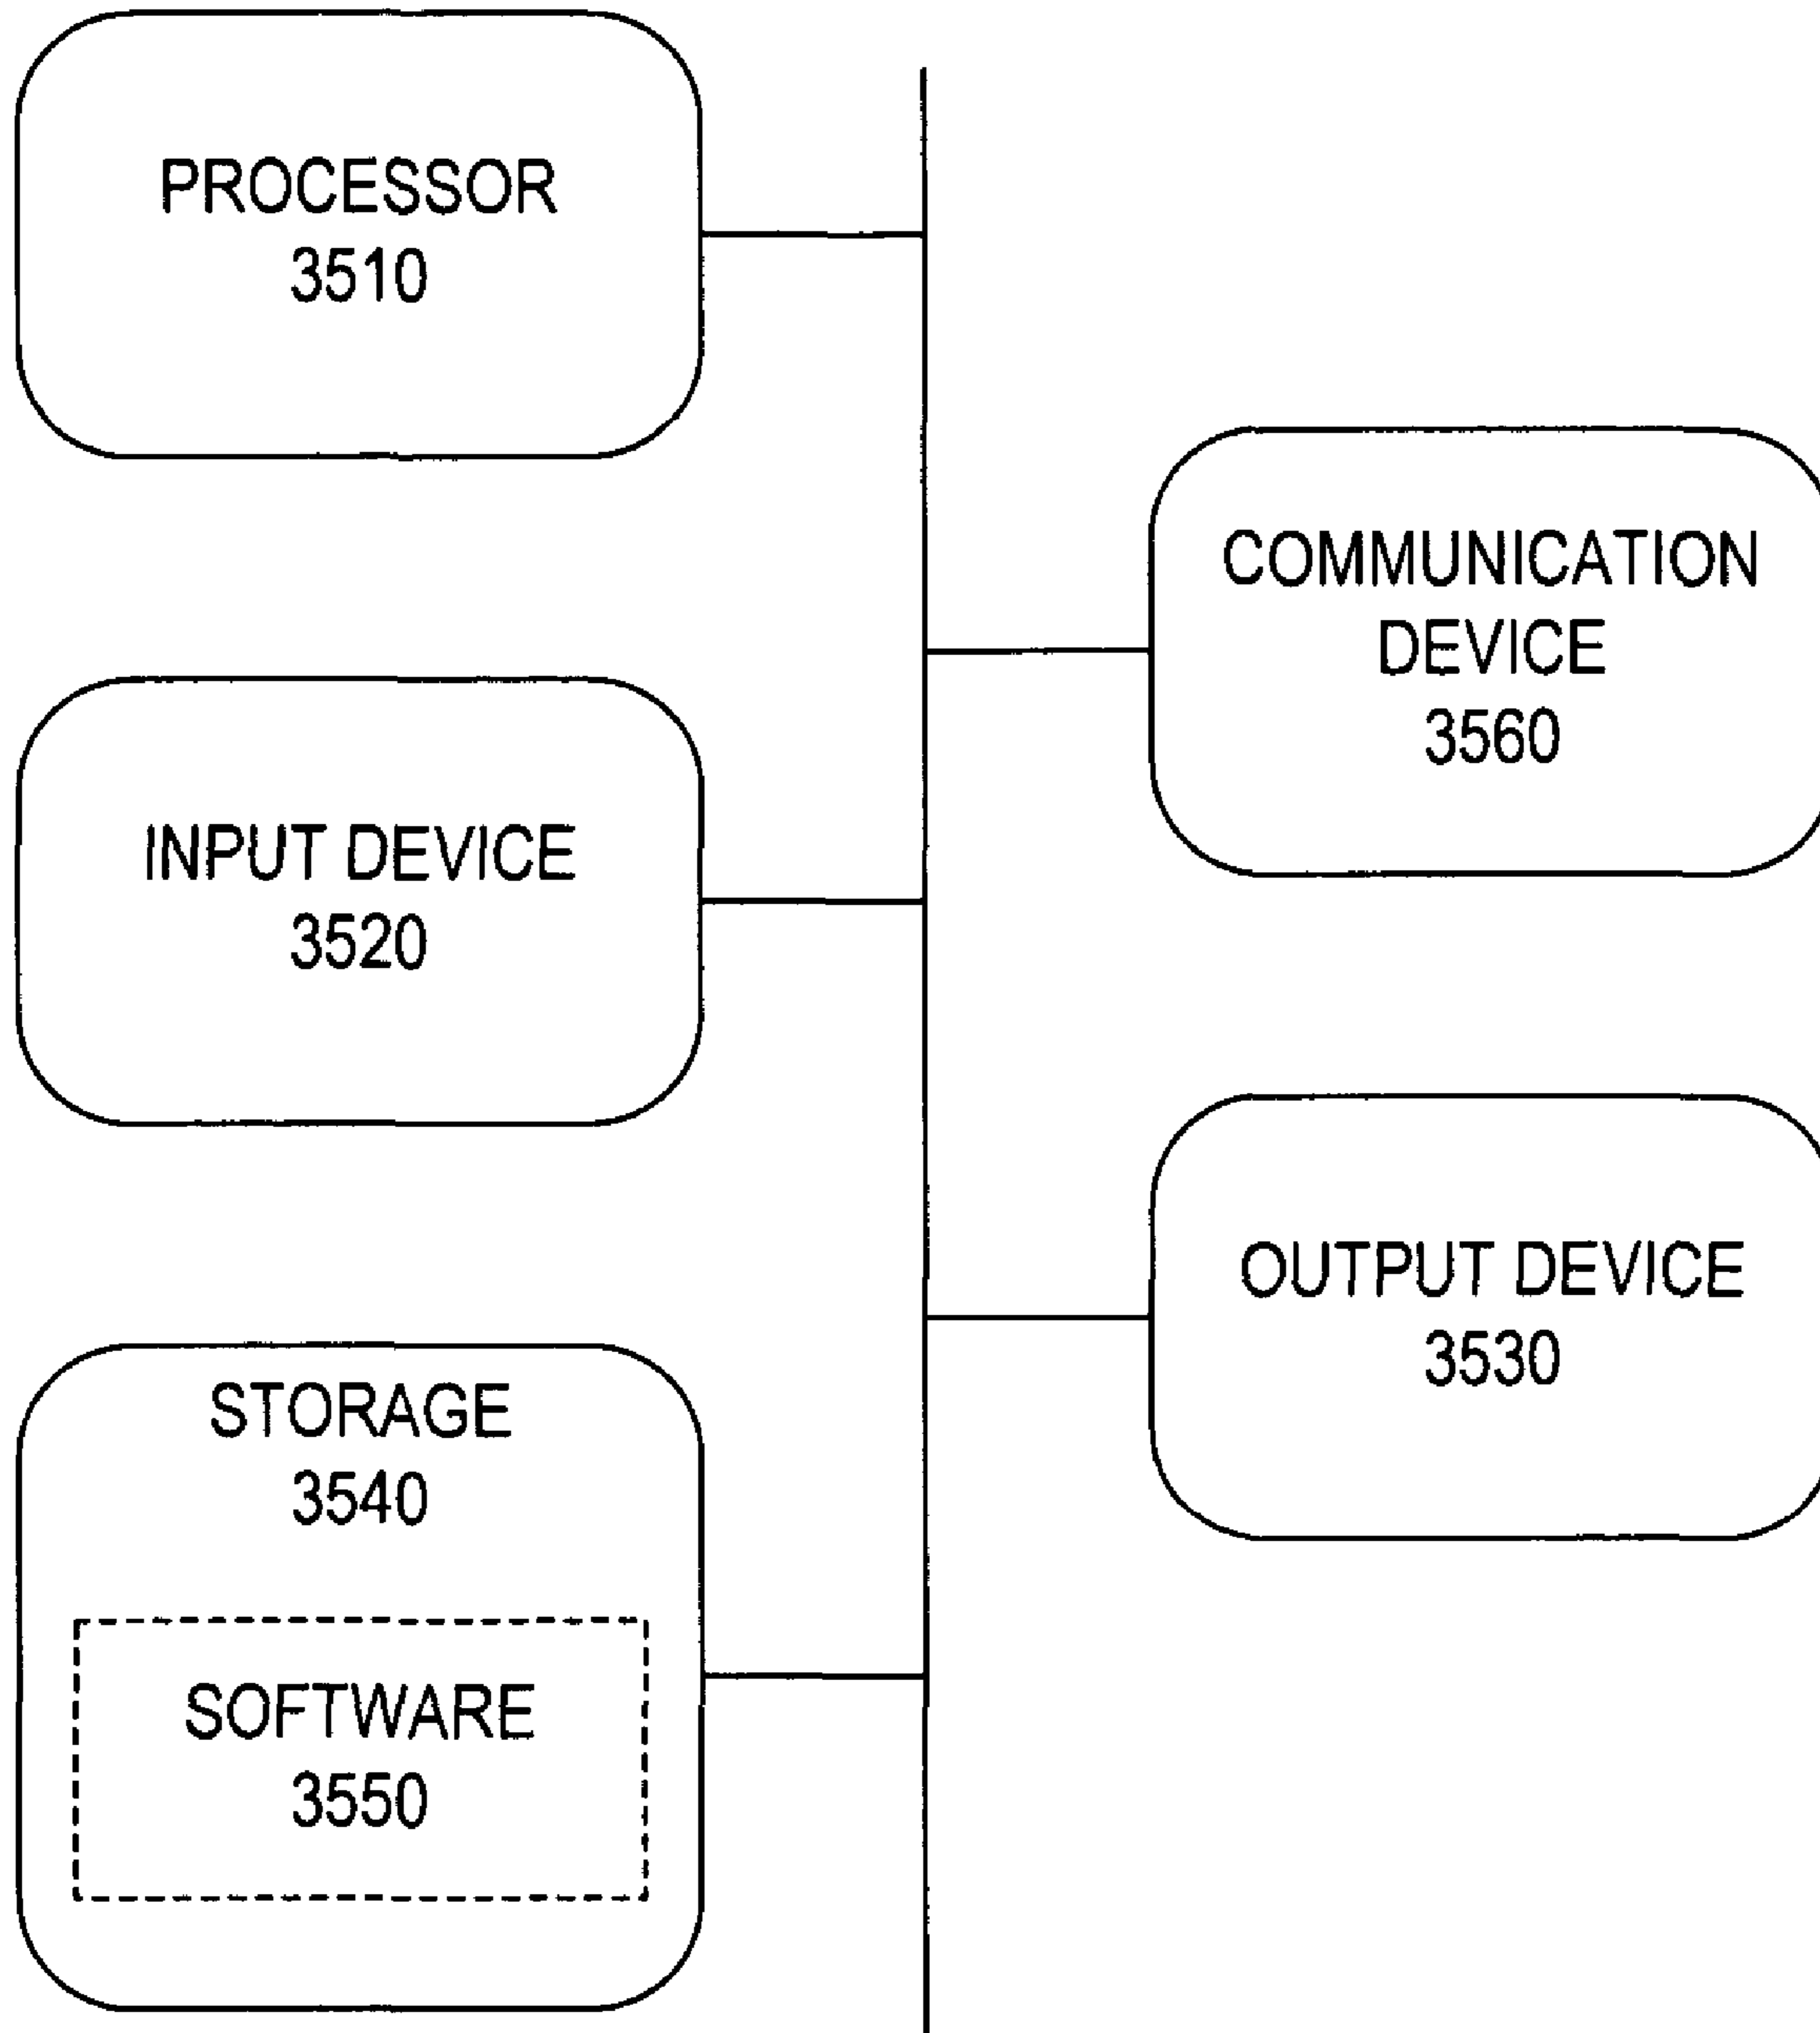 PROCESSOR
3510
COMMUNICATION
DEVICE
3560
INPUT DEVICE
3520
OUTPUT DEVICE
3530
STORAGE
3540
SOFTWARE
3550